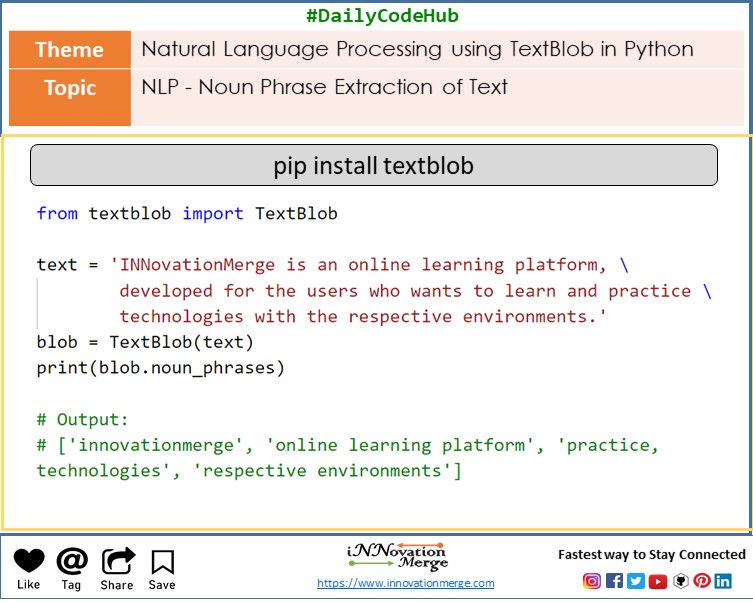 #DailyCodeHub
Theme
Natural Language Processing using TextBlob in Python
Topic
NLP - Noun Phrase Extraction of Text
pip install textblob
from textblob import TextBlob
text = 'INNovationMerge is an online learning platform, \
developed for the users who wants to learn and practice \
technologies with the respective environments.'
blob = TextBlob(text)
print(blob.noun_phrases)
# Output:
# ['innovationmerge', 'online learning platform', 'practice,
technologies', 'respective environments']
Like
Tag
Share
Save
iNNovation
Merge
https://www.innovationmerge.com
Fastest way to Stay Connected